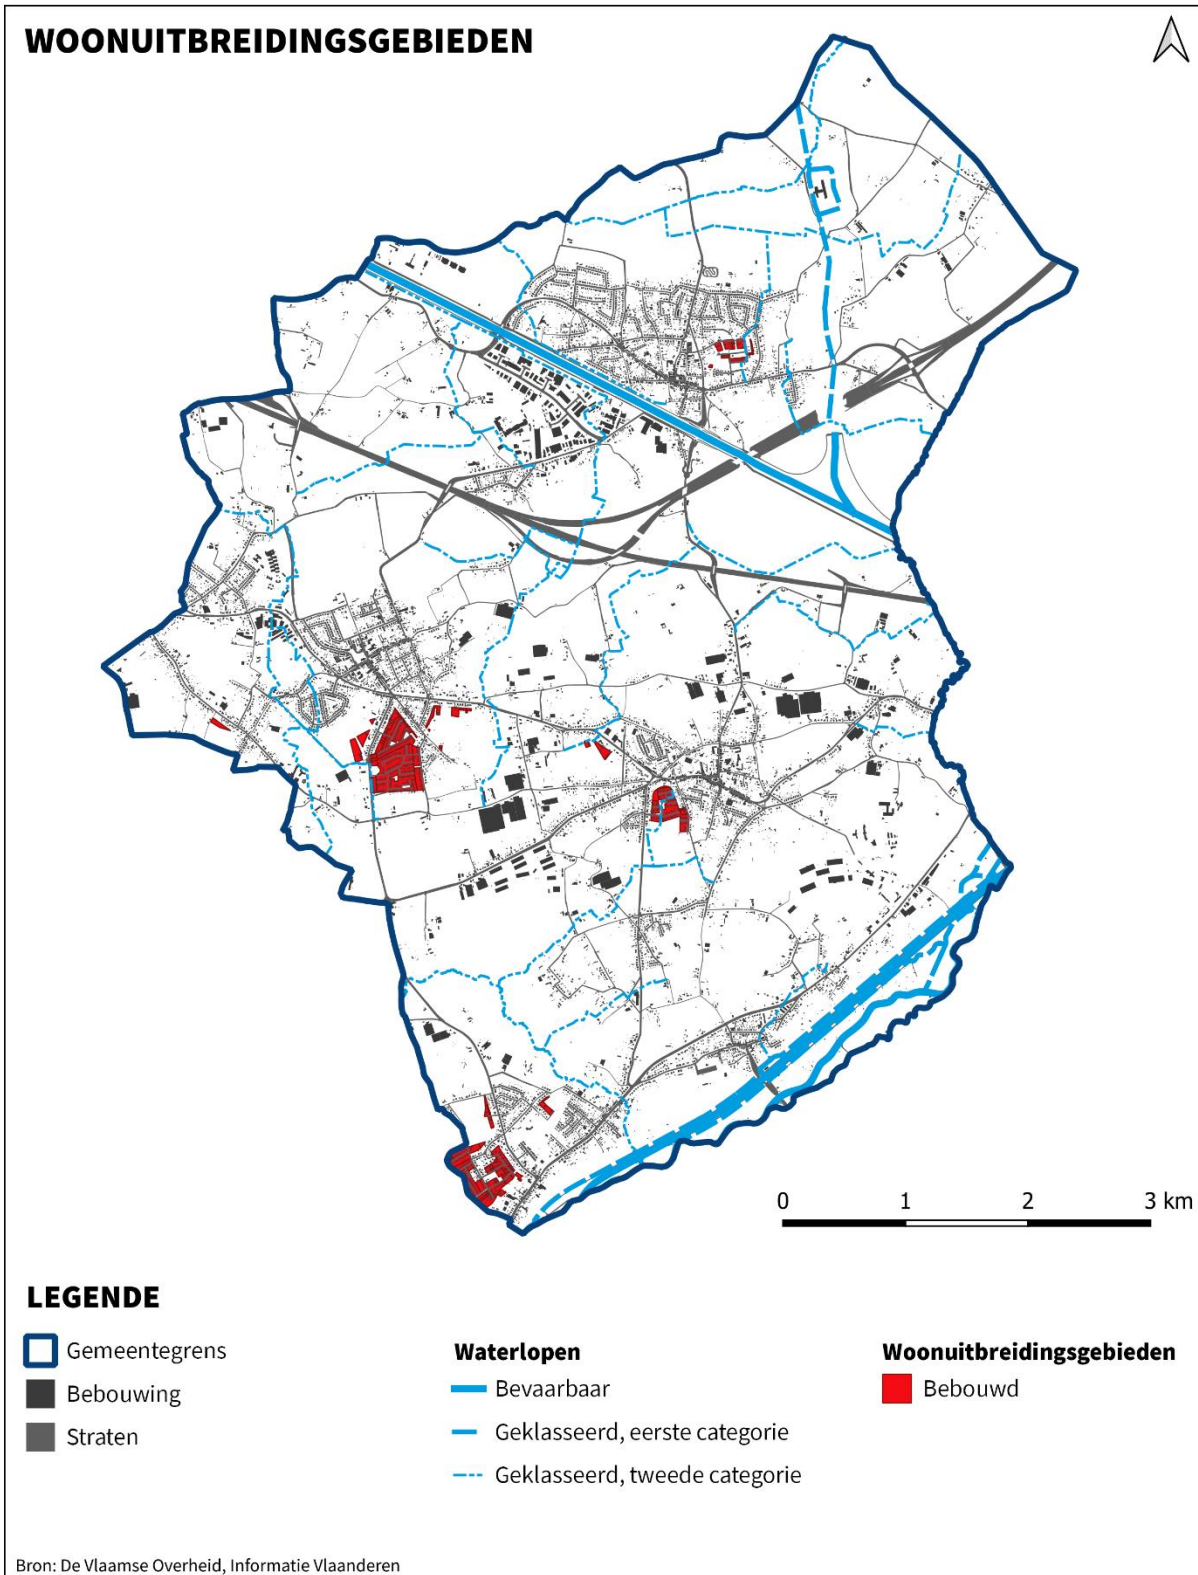 WOONUITBREIDINGSGEBIEDEN
0 1 2 3 km
LEGENDE
Gemeentegrens
Bebouwing
Straten
Waterlopen
Bevaarbaar
Geklasseerd, eerste categorie
Geklasseerd, tweede categorie
Woonuitbreidingsgebieden
Bebouwd
Bron: De Vlaamse Overheid, Informatie Vlaanderen